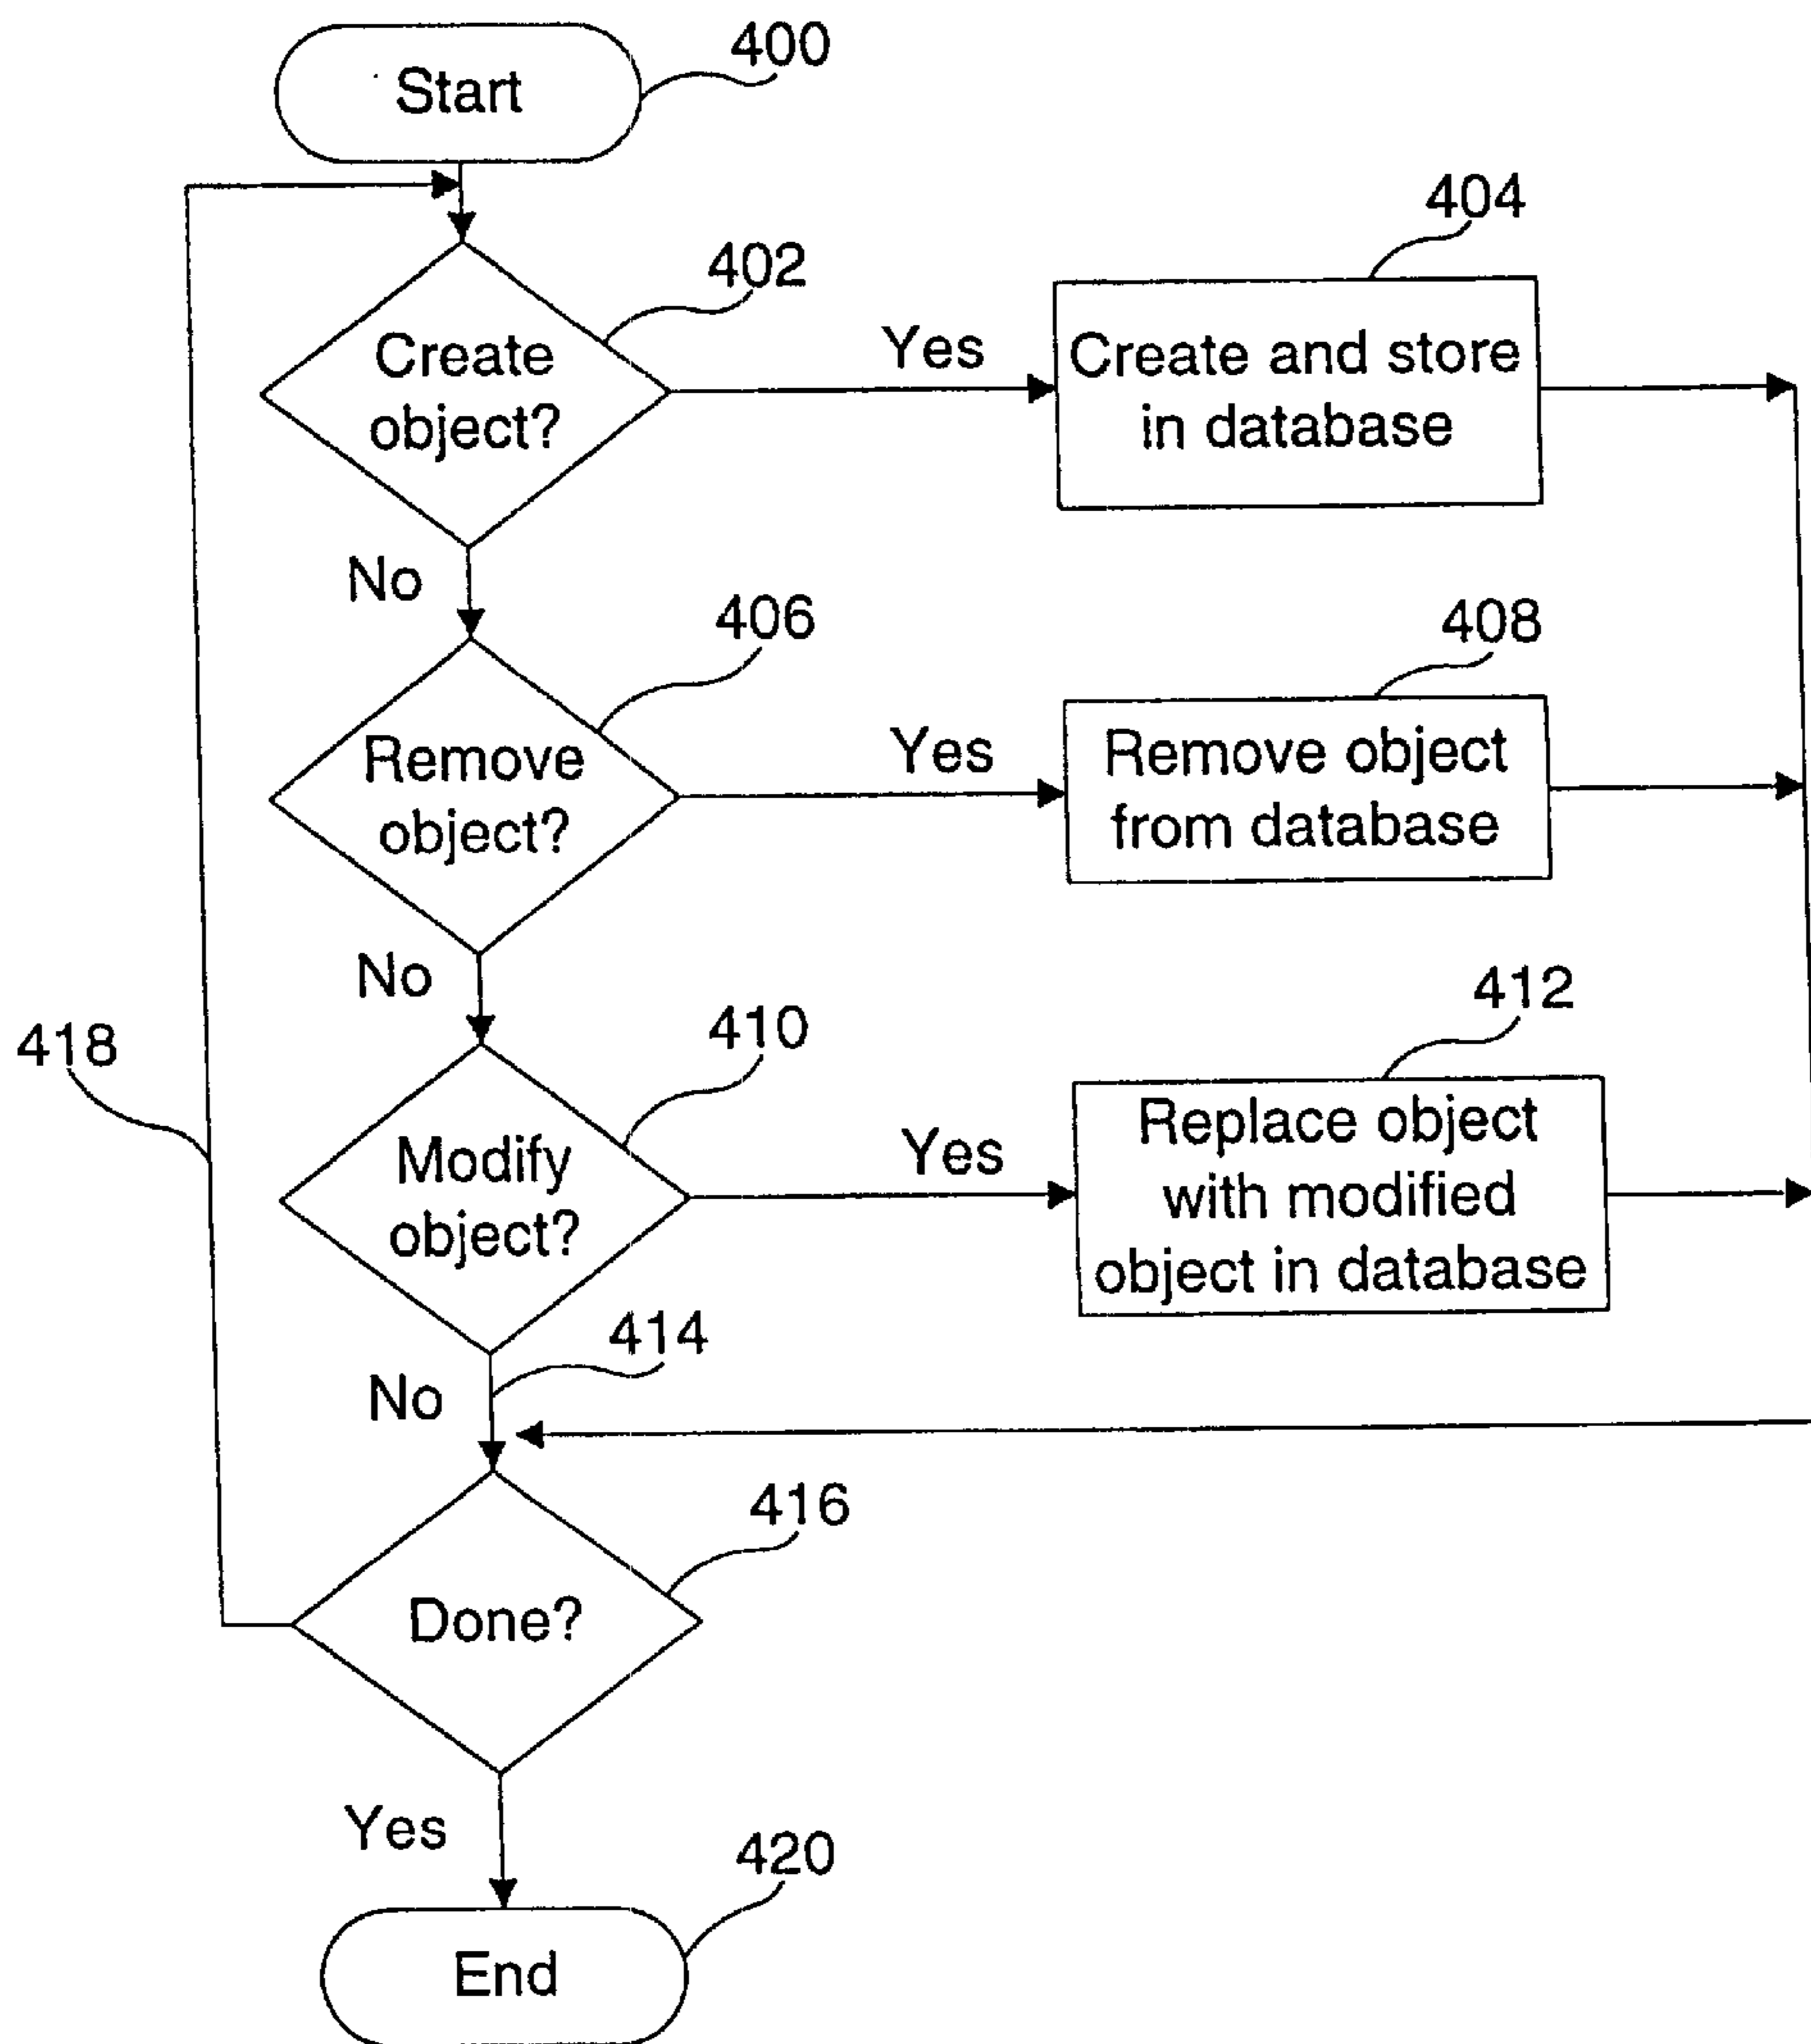 400
Start
404
402
Create
object?
Yes
Create and store
in database
No
406
408
Remove
object?
Yes
Remove object
from database
No
412
410
418
Modify
object?
Yes
Replace object
with modified
object in database
414
No
416
Done?
Yes
420
End